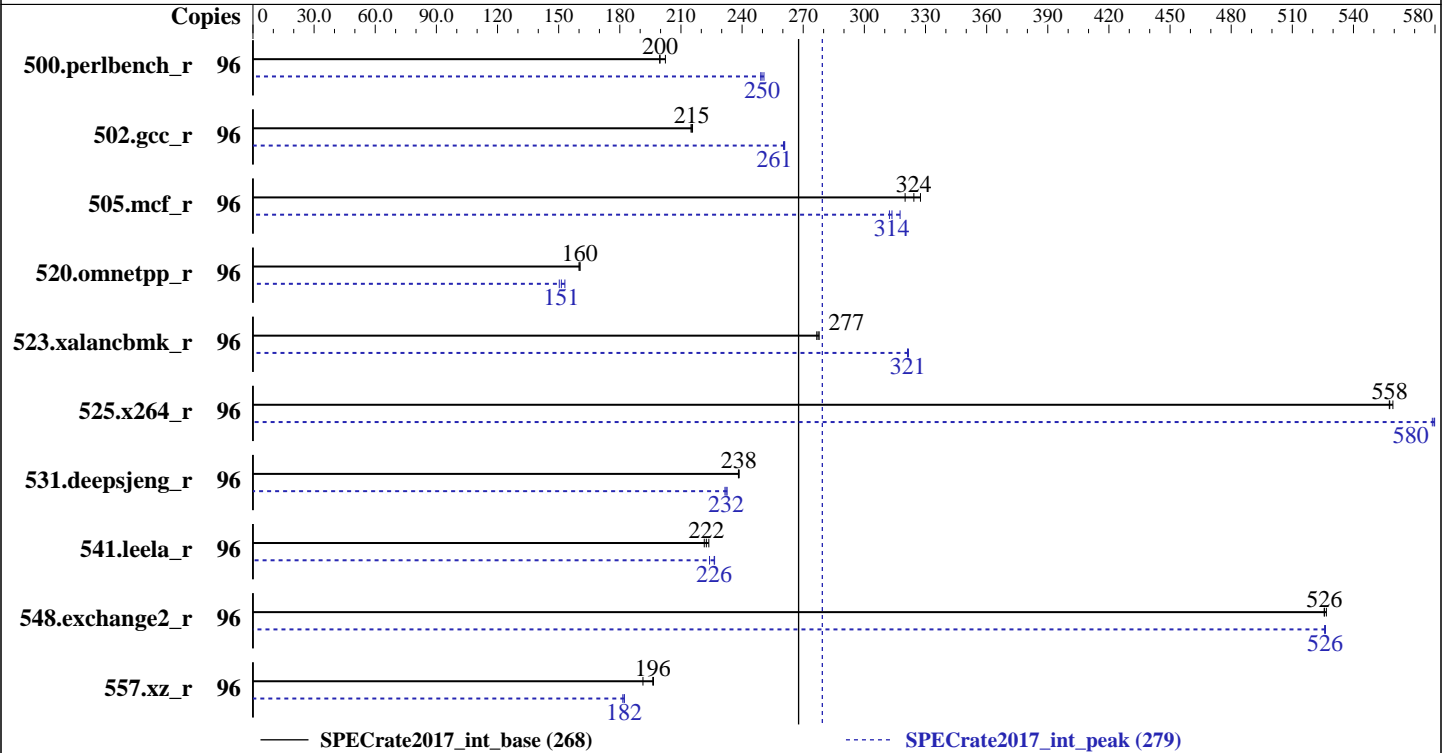 Copies 0 30.0 60.0 90.0 120 150 180 210 240 270 300 330 360 390 420 450 480 510 540 580
200
500.perlbench_r 96
250
215
502.gcc_r 96
261
324
505.mcf_r 96
314
160
520.omnetpp_r 96
151
277
523.xalancbmk_r 96
321
558
525.x264_r 96
580
238
531.deepsjeng_r 96
232
222
541.leela_r 96
226
526
548.exchange2_r 96
526
196
557.xz_r 96
182
SPECrate2017_int_base (268) SPECrate2017_int_peak (279)